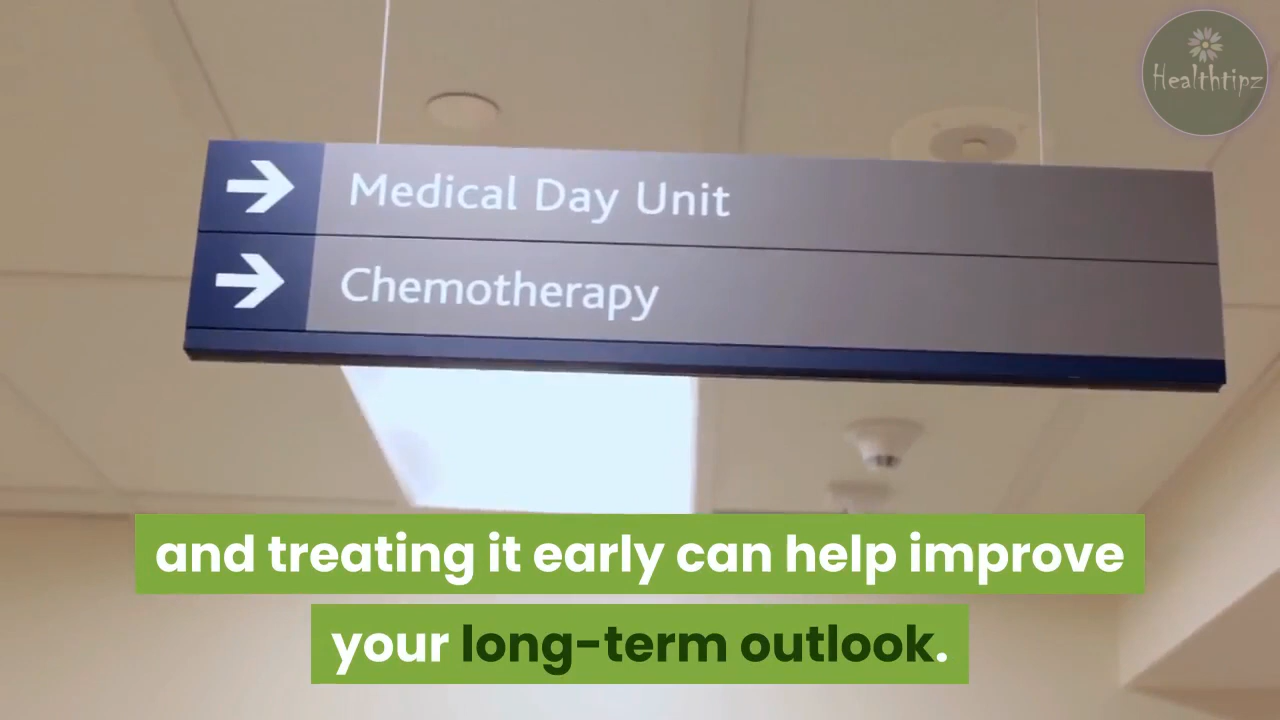 Healthtipz
Medical Day Unit
Chemotherapy
and treating it early can help improve
your long-term outlook.